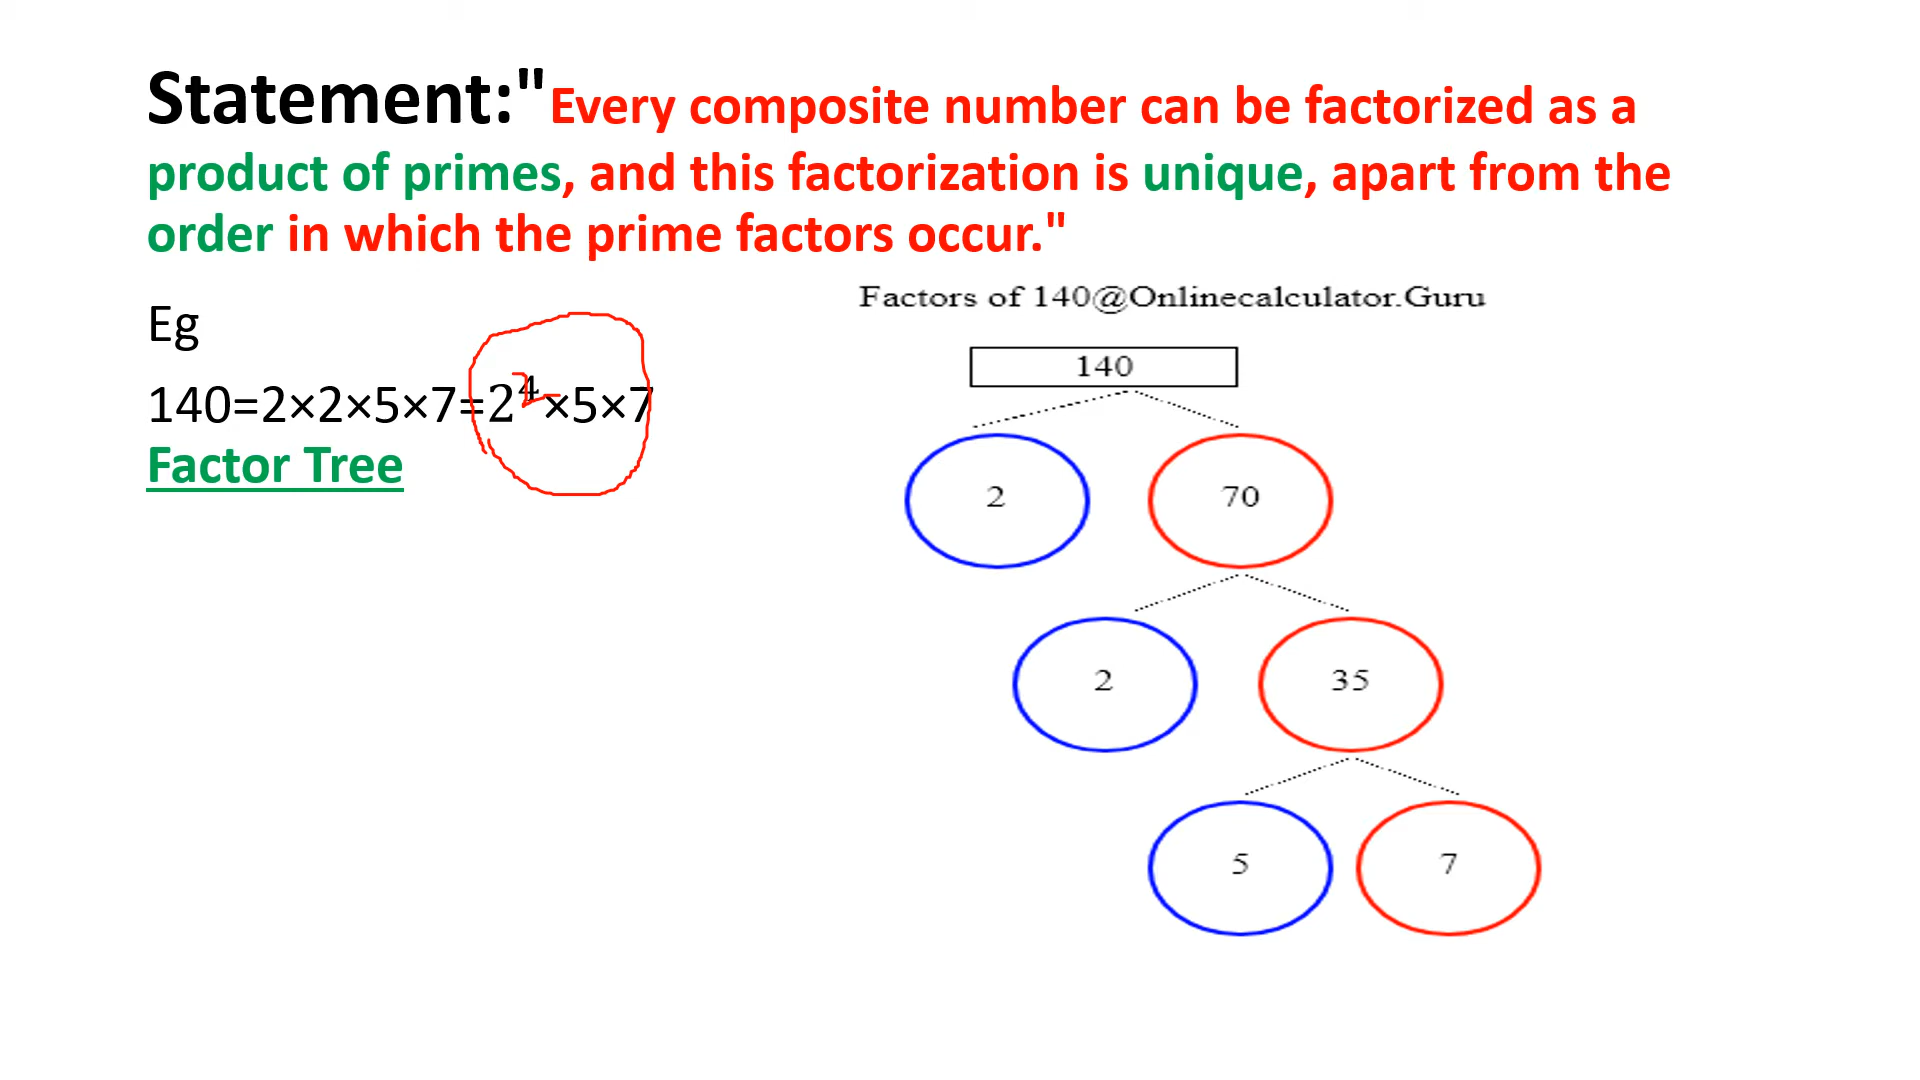 Statement:"Every composite number can be factorized as a
product of primes, and this factorization is unique, apart from the
order in which the prime factors occur."
Factors of 140@Onlinecalculator.Guru
Eg
140
140=2×2×5×7=2⁴×5×7
2
Factor Tree
2 70
2 35
5 7